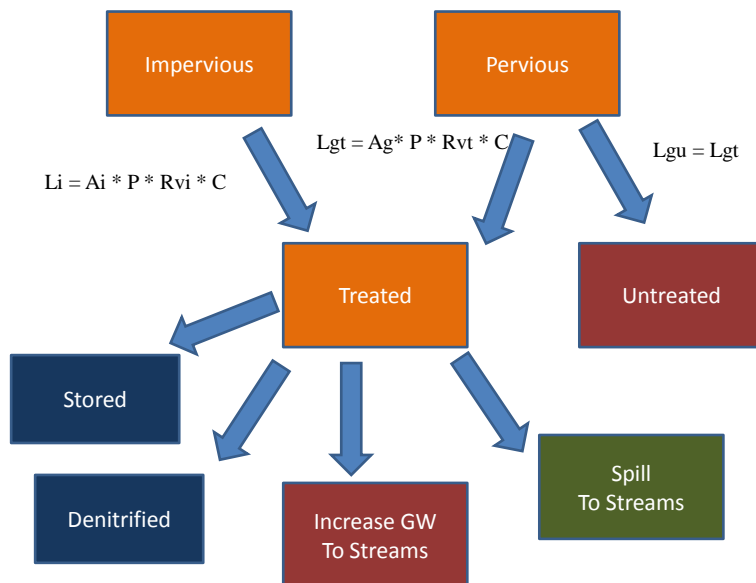 Impervious
Pervious
Lgt = Ag* P * Rvt * C
Lgu = Lgt
Li = Ai * P * Rvi * C
Treated
Untreated
Stored
Spill
To Streams
Denitrified
Increase GW
To Streams